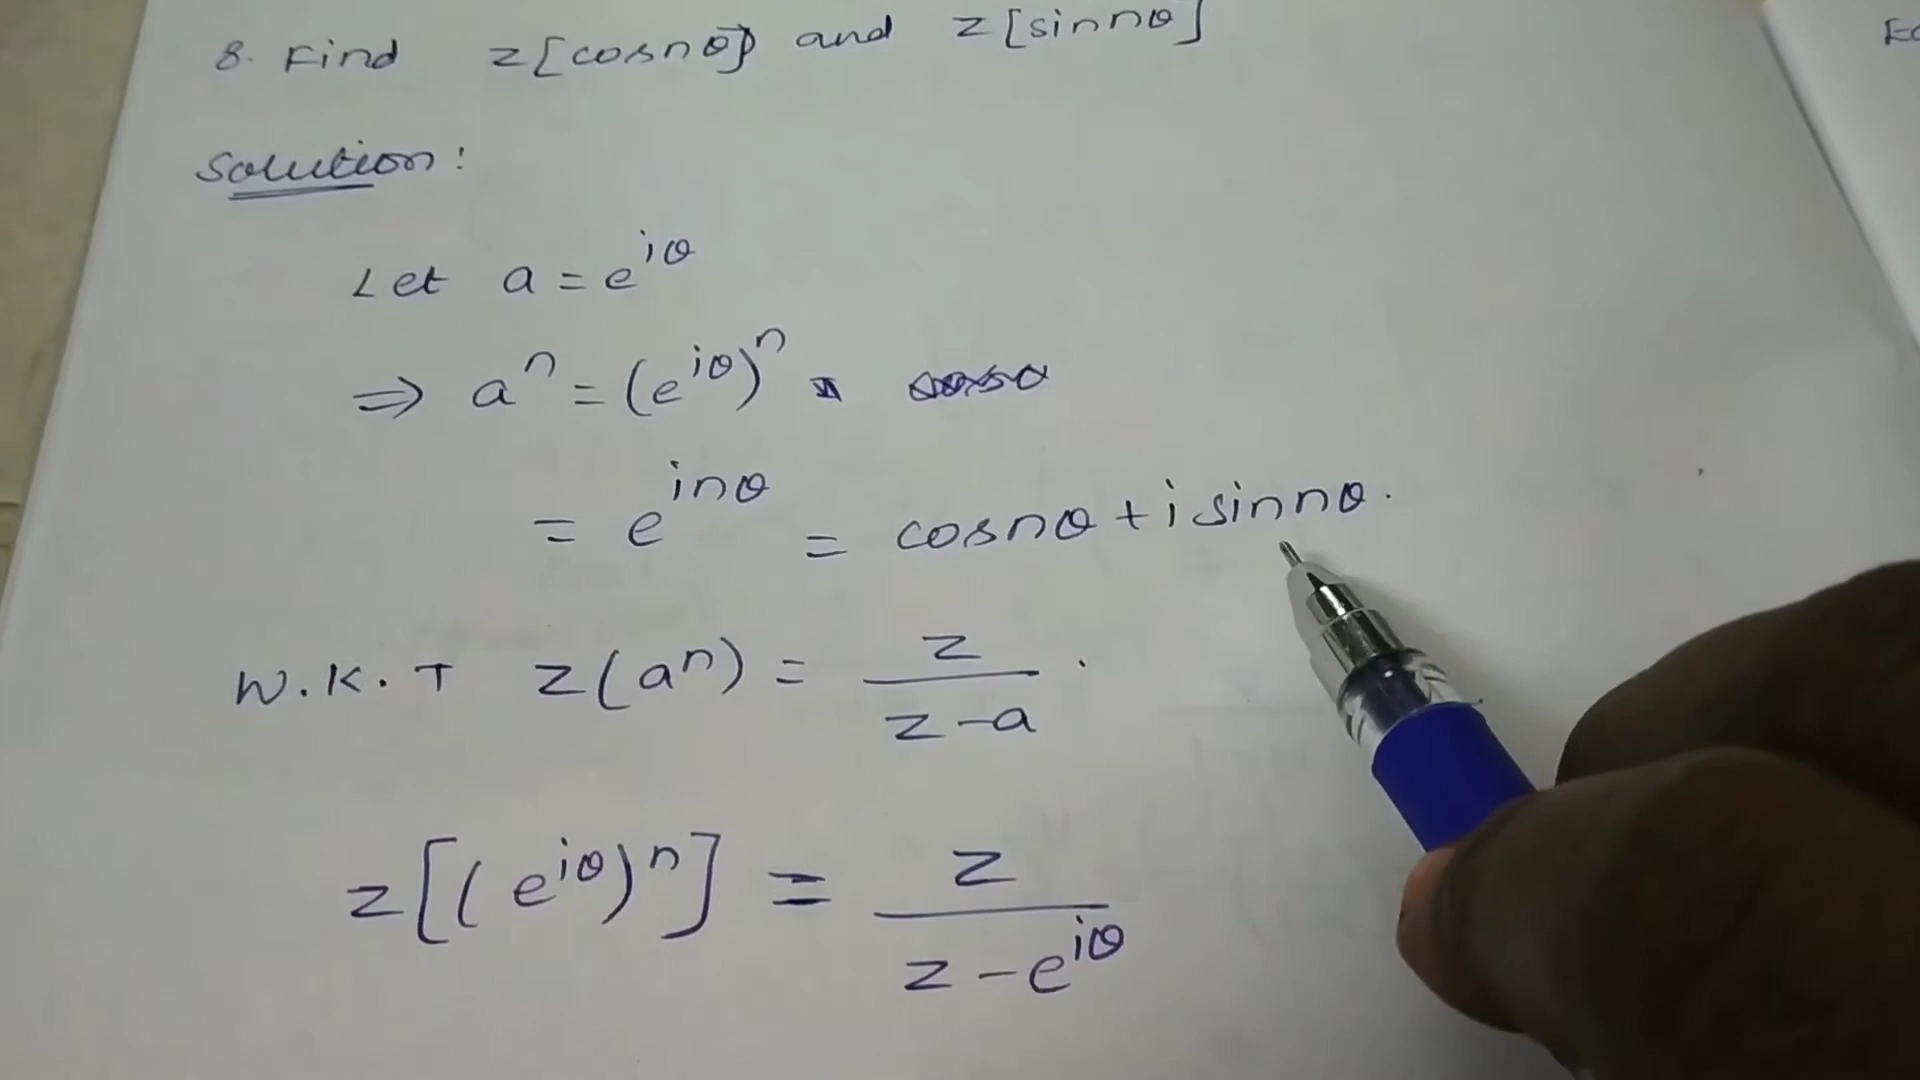 8. Find z[cosnθ] and z[sinnθ]
Solution:
Let a = e^{iθ}
⇒ a^n = (e^{iθ})^n
= e^{inθ} = cosnθ + i sinnθ.
W.K.T z(a^n) = z/(z-a).
z[(e^{iθ})^n] = z/(z-e^{iθ})